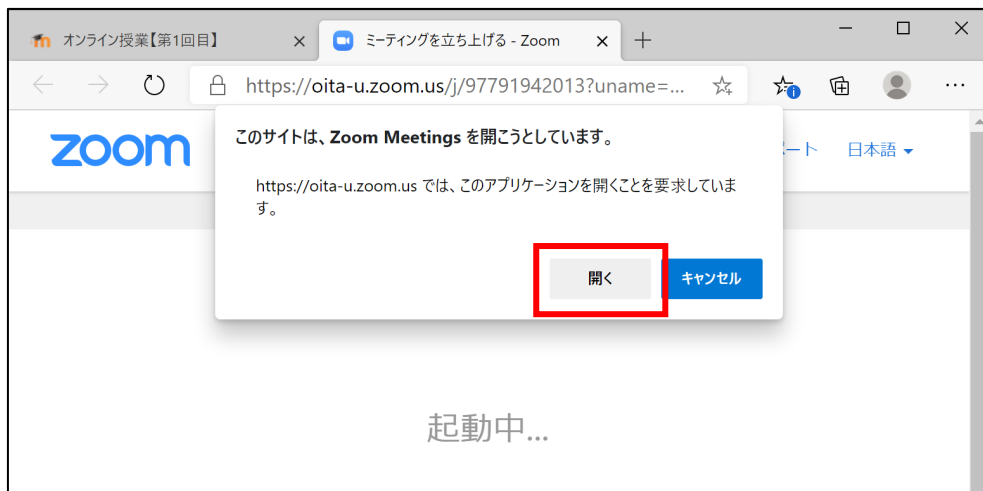 オンライン授業【第1回目】
ミーティングを立ち上げる - Zoom
https://oita-u.zoom.us/j/97791942013?uname=...
zoom
ート 日本語
このサイトは、Zoom Meetings を開こうとしています。
https://oita-u.zoom.us では、このアプリケーションを開くことを要求していま
す。
開く
キャンセル
起動中...